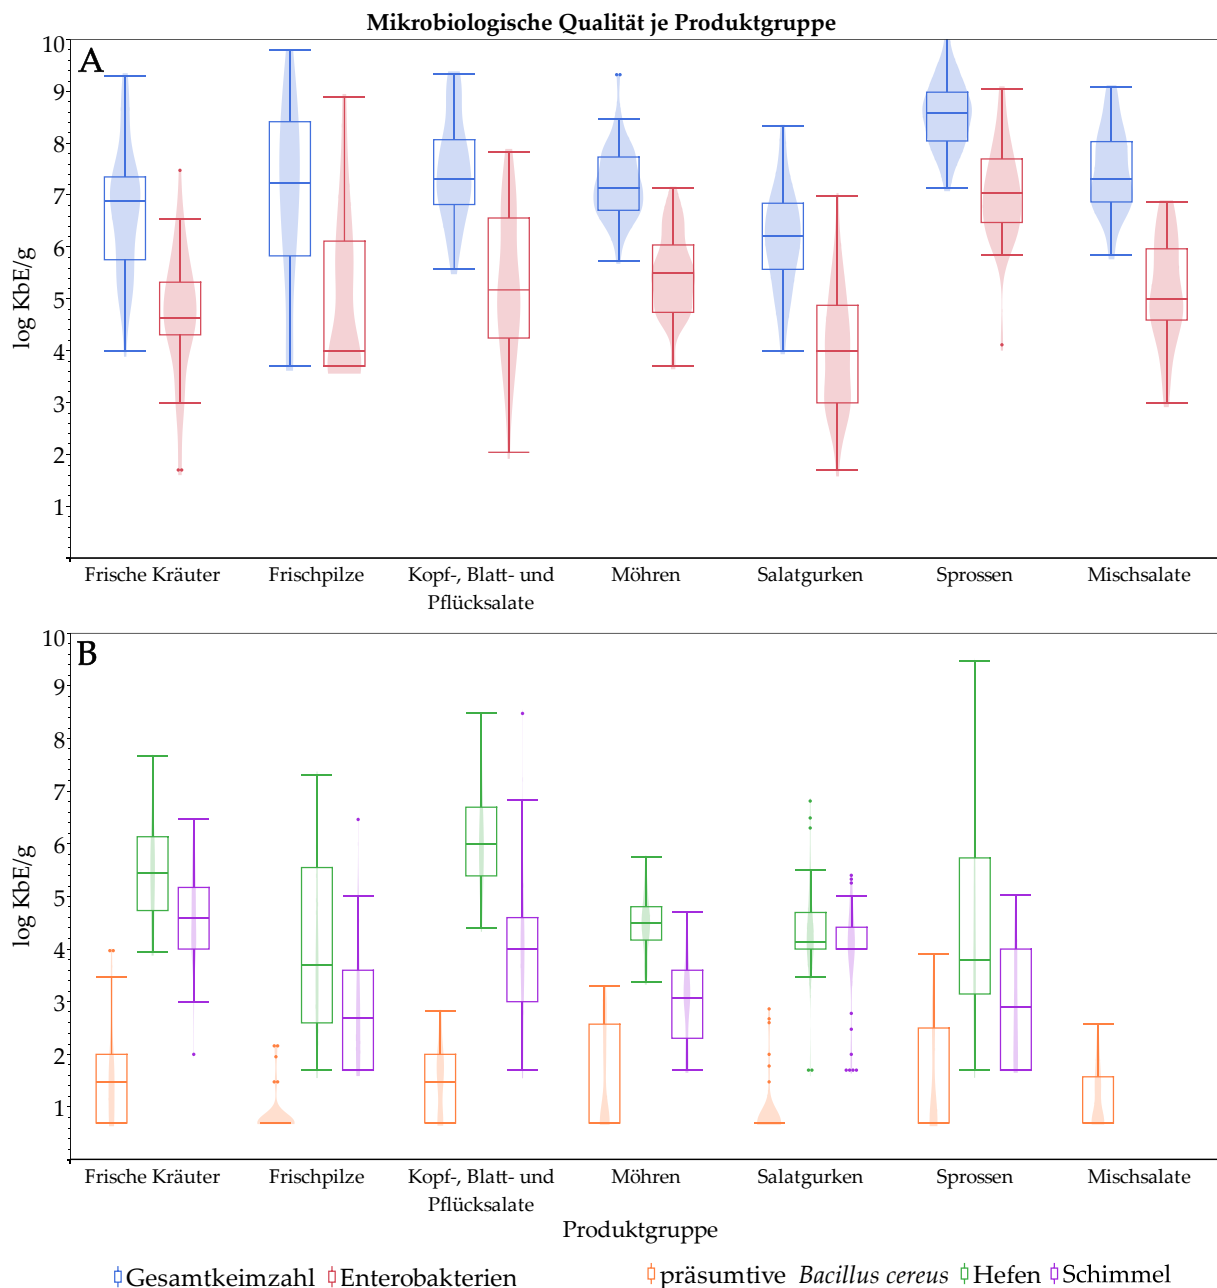 Mikrobiologische Qualität je Produktgruppe
A
10
9
8
7
6
5
4
3
2
1
log KbE/g
Frische Kräuter Frischpilze Kopf-, Blatt- und Möhren Salatgurken Sprossen Mischsalate
Pflücksalate
B
10
9
8
7
6
5
4
3
2
1
log KbE/g
Frische Kräuter Frischpilze Kopf-, Blatt- und Möhren Salatgurken Sprossen Mischsalate
Pflücksalate
Produktgruppe
Gesamtkeimzahl Enterobakterien präsumtive Bacillus cereus Hefen Schimmel